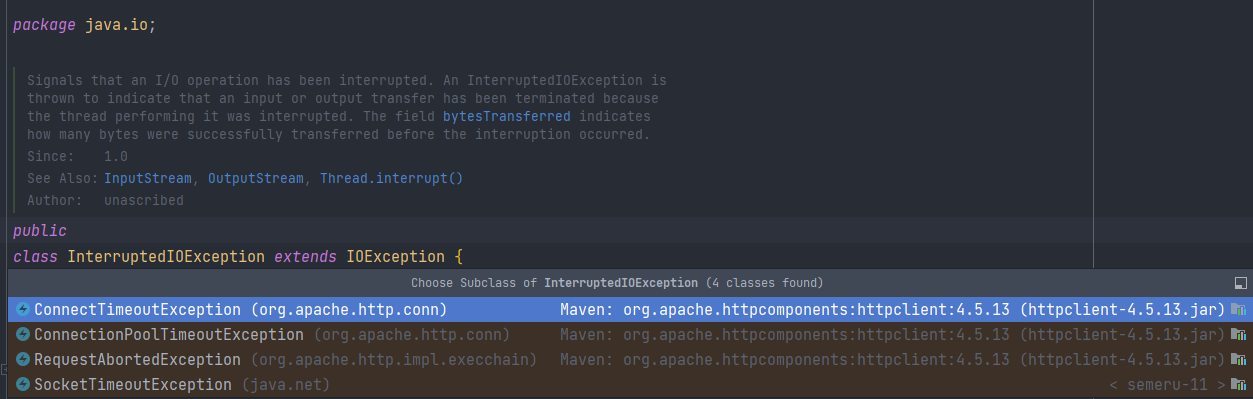 package java.io;
Signals that an I/O operation has been interrupted. An InterruptedIOException is
thrown to indicate that an input or output transfer has been terminated because
the thread performing it was interrupted. The field bytesTransferred indicates
how many bytes were successfully transferred before the interruption occurred.
Since: 1.0
See Also: InputStream, OutputStream, Thread.interrupt()
Author: unascribed
public
class InterruptedIOException extends IOException {
Choose Subclass of InterruptedIOException (4 classes found)
ConnectTimeoutException (org.apache.http.conn) Maven: org.apache.httpcomponents:httpclient:4.5.13 (httpclient-4.5.13.jar)
ConnectionPoolTimeoutException (org.apache.http.conn) Maven: org.apache.httpcomponents:httpclient:4.5.13 (httpclient-4.5.13.jar)
RequestAbortedException (org.apache.http.impl.execchain) Maven: org.apache.httpcomponents:httpclient:4.5.13 (httpclient-4.5.13.jar)
SocketTimeoutException (java.net) < semeru-11 >